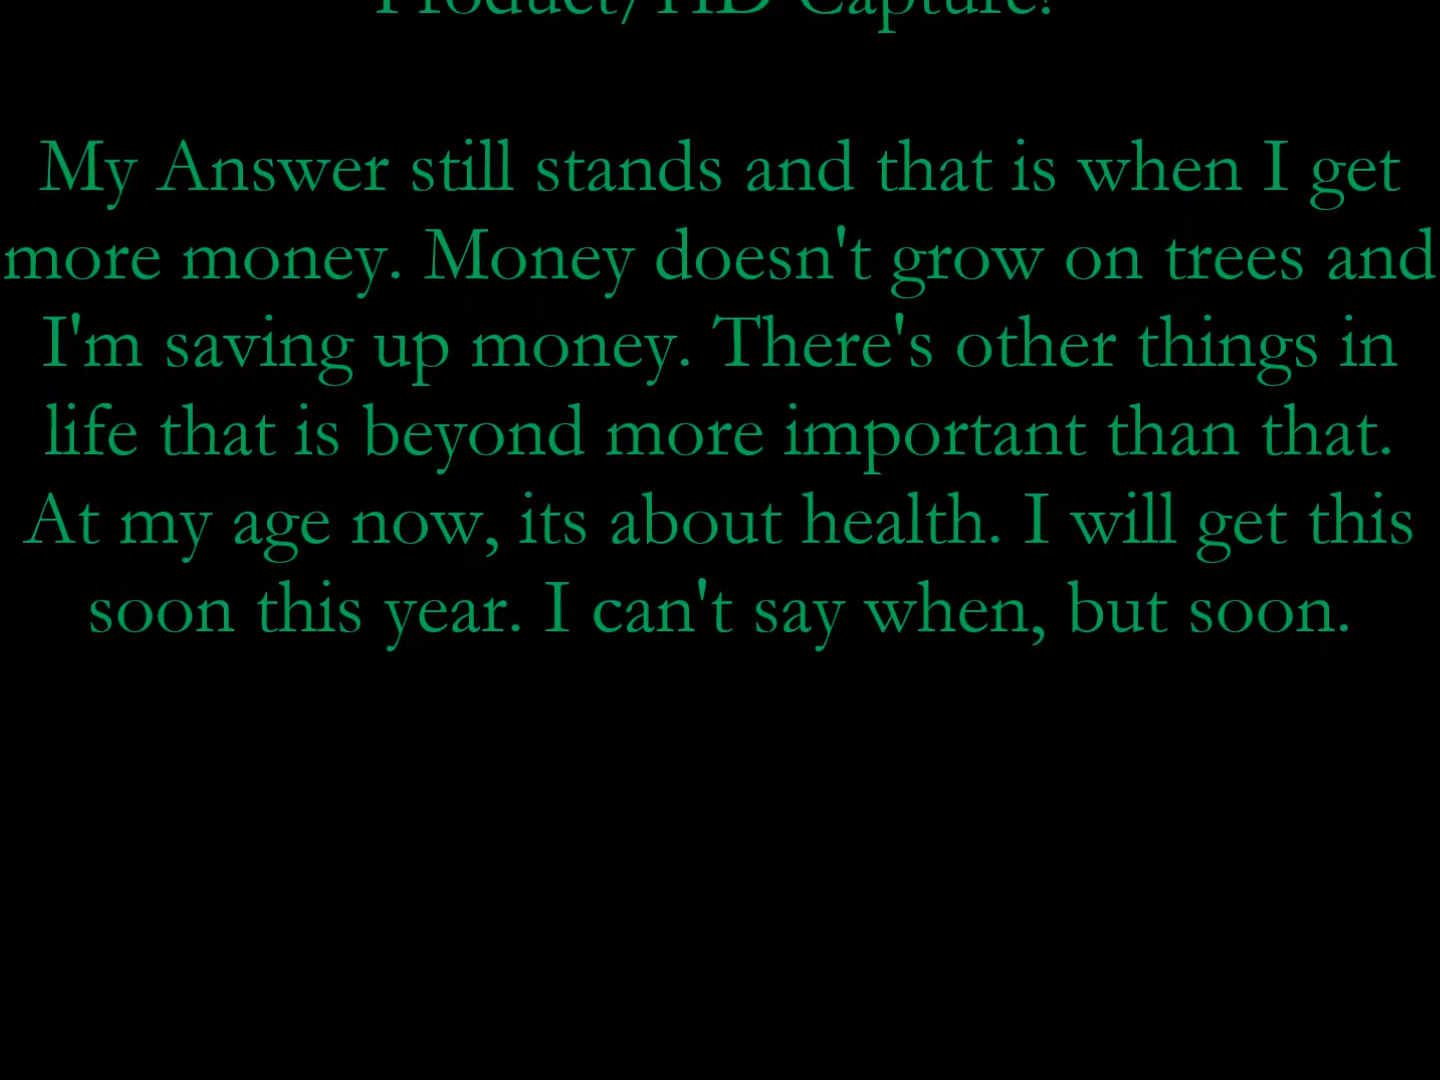 Product/HD Capture!
My Answer still stands and that is when I get
more money. Money doesn't grow on trees and
I'm saving up money. There's other things in
life that is beyond more important than that.
At my age now, its about health. I will get this
soon this year. I can't say when, but soon.